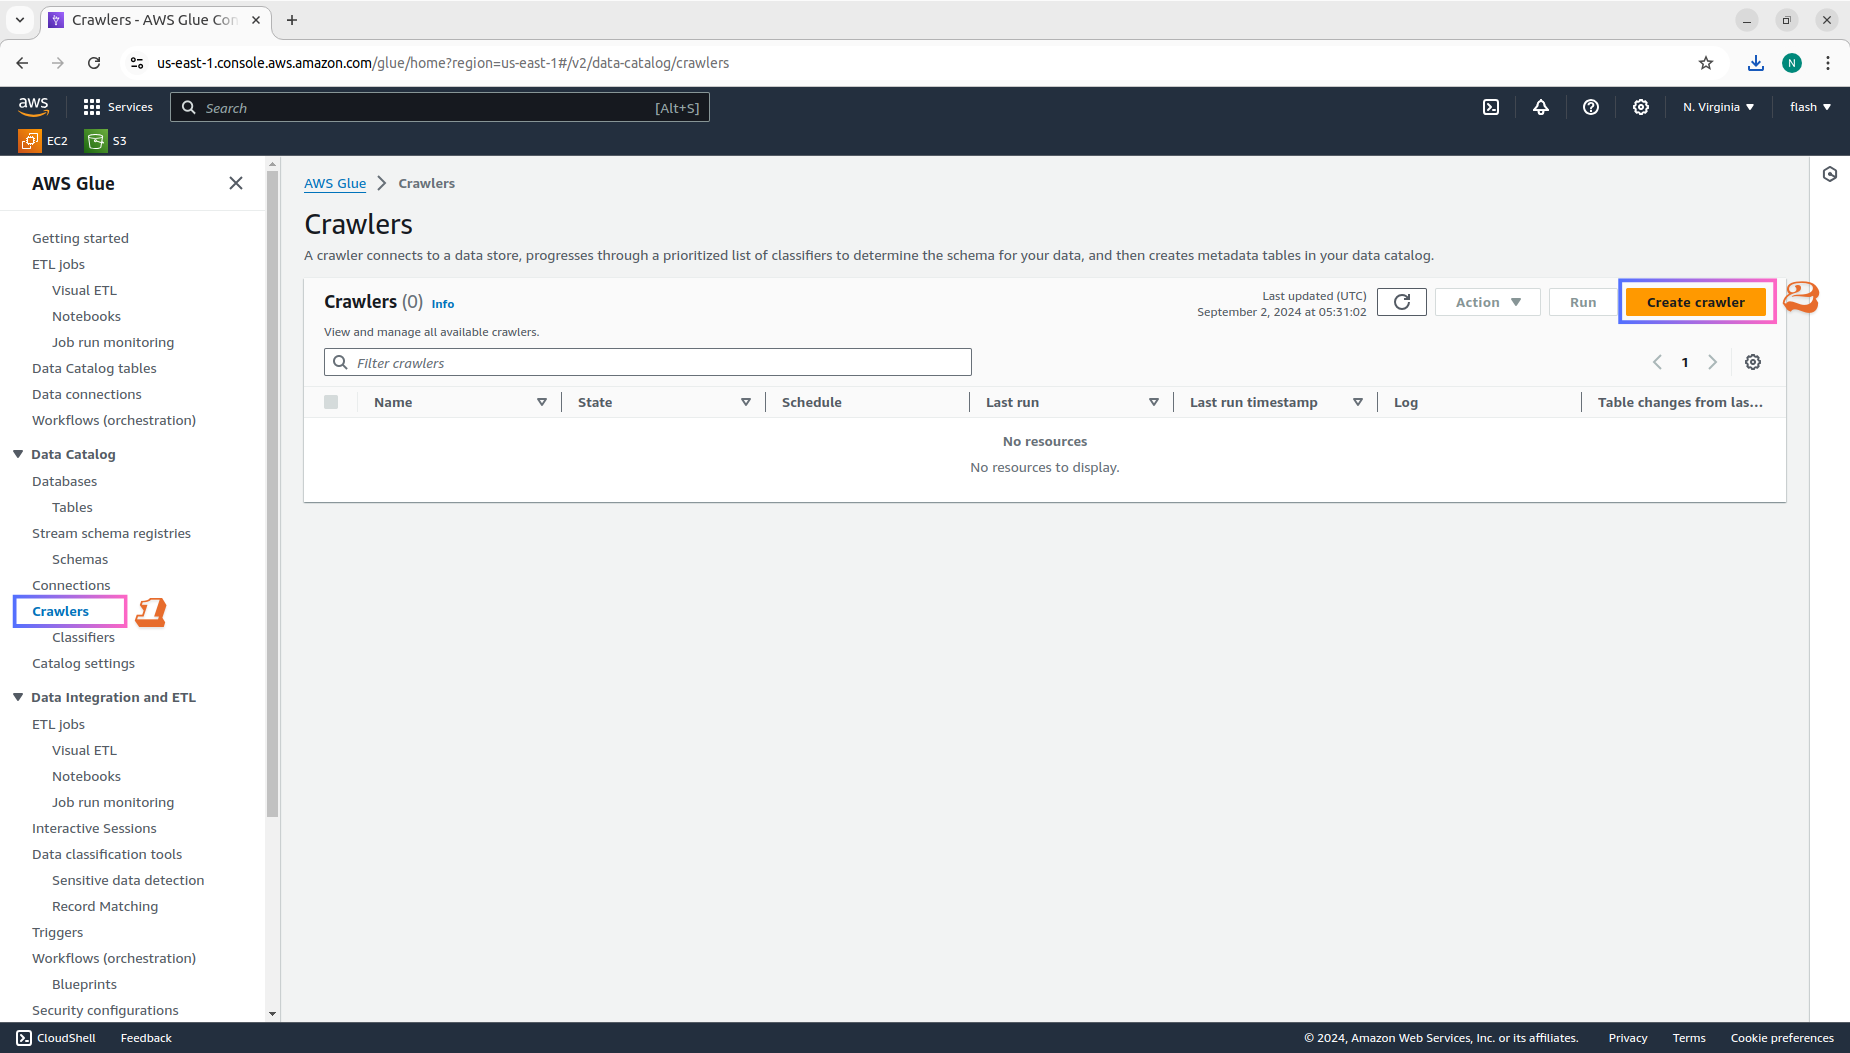 Crawlers - AWS Glue Con
us-east-1.console.aws.amazon.com/glue/home?region=us-east-1#/v2/data-catalog/crawlers
N
aws
Services
Search
[Alt+S]
N. Virginia
flash
EC2
S3
AWS Glue
Getting started
ETL jobs
Visual ETL
Notebooks
Job run monitoring
Data Catalog tables
Data connections
Workflows (orchestration)
Data Catalog
Databases
Tables
Stream schema registries
Schemas
Connections
Crawlers
1
Classifiers
Catalog settings
Data Integration and ETL
ETL jobs
Visual ETL
Notebooks
Job run monitoring
Interactive Sessions
Data classification tools
Sensitive data detection
Record Matching
Triggers
Workflows (orchestration)
Blueprints
Security configurations
AWS Glue
Crawlers
Crawlers
A crawler connects to a data store, progresses through a prioritized list of classifiers to determine the schema for your data, and then creates metadata tables in your data catalog.
Crawlers (0) Info
View and manage all available crawlers.
Last updated (UTC)
September 2, 2024 at 05:31:02
Action
Run
Create crawler
2
Filter crawlers
1
Name
State
Schedule
Last run
Last run timestamp
Log
Table changes from las...
No resources
No resources to display.
CloudShell
Feedback
© 2024, Amazon Web Services, Inc. or its affiliates.
Privacy
Terms
Cookie preferences